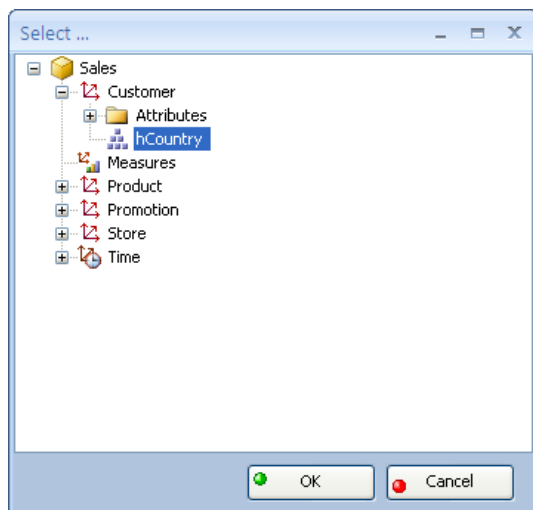 Select ...
Sales
Customer
Attributes
hCountry
Measures
Product
Promotion
Store
Time
OK Cancel